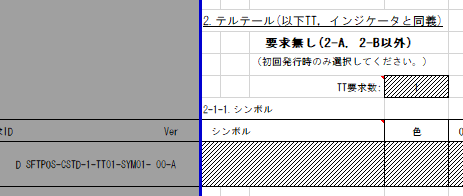 2. テルテール(以下TT，インジケータと同義)
要求無し(2-A，2-B以外)
(初回発行時のみ選択してください。)
TT要求数: 1
2-1-1. シンボル
ID Ver シンボル 色
D SFTPOS-CSTD-1-TT01-SYM01- 00-A